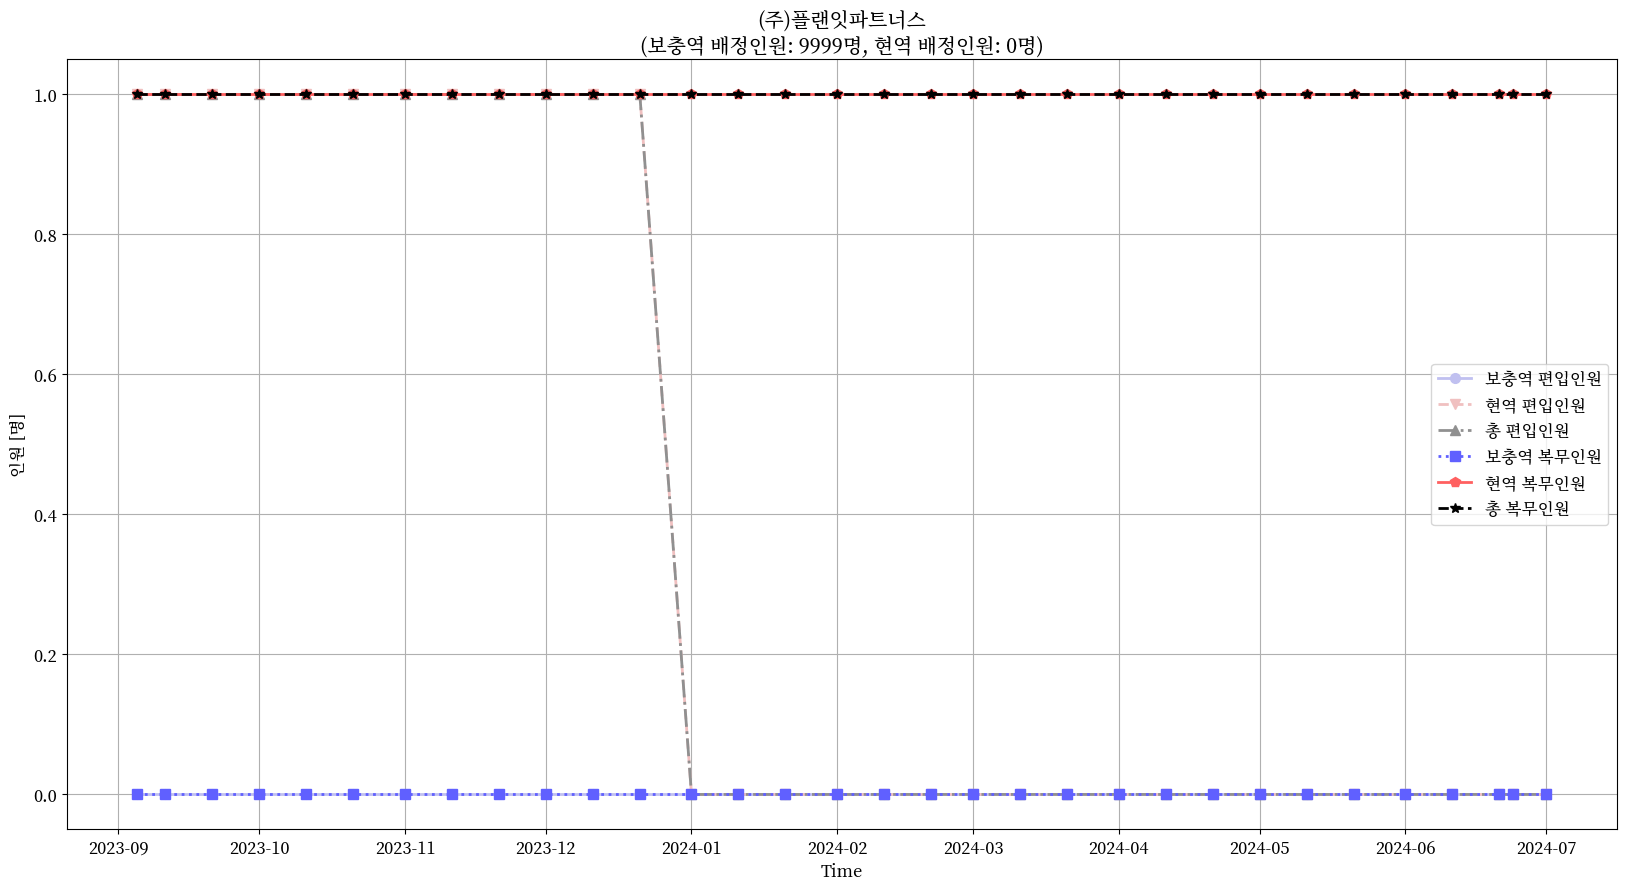 (주)플랜잇파트너스
(보충역 배정인원: 9999명, 현역 배정인원: 0명)
인원 [명]
1.0
0.8
0.6
0.4
0.2
0.0
보충역 편입인원
현역 편입인원
총 편입인원
보충역 복무인원
현역 복무인원
총 복무인원
2023-09 2023-10 2023-11 2023-12 2024-01 2024-02 2024-03 2024-04 2024-05 2024-06 2024-07
Time